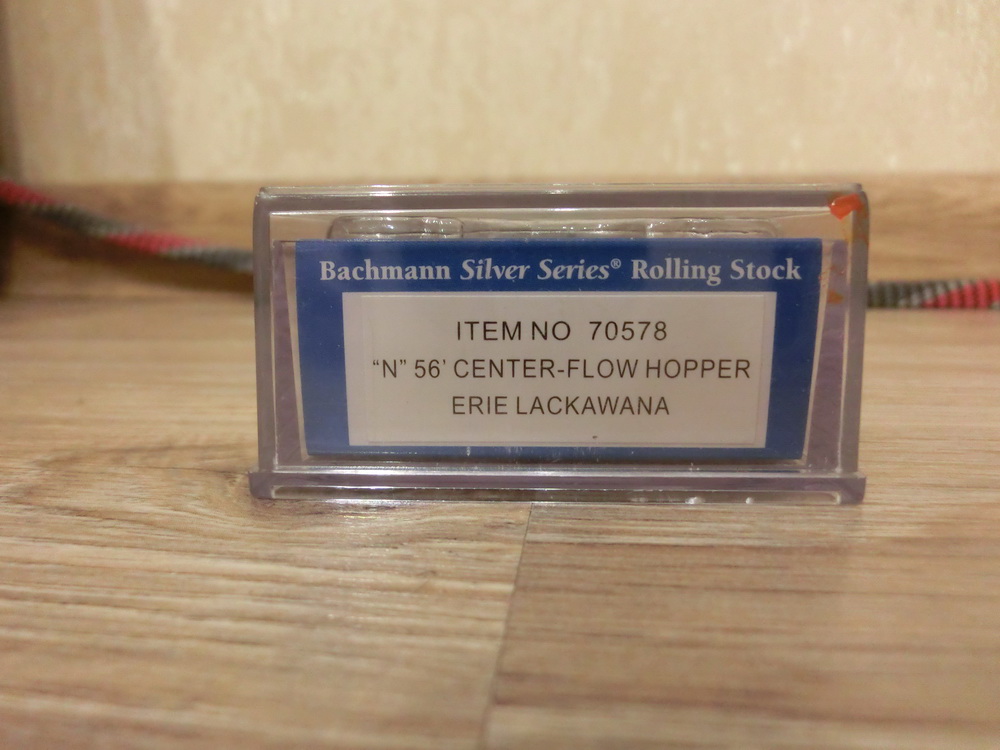 Bachmann Silver Series® Rolling Stock
ITEM NO 70578
“N” 56' CENTER-FLOW HOPPER
ERIE LACKAWANA